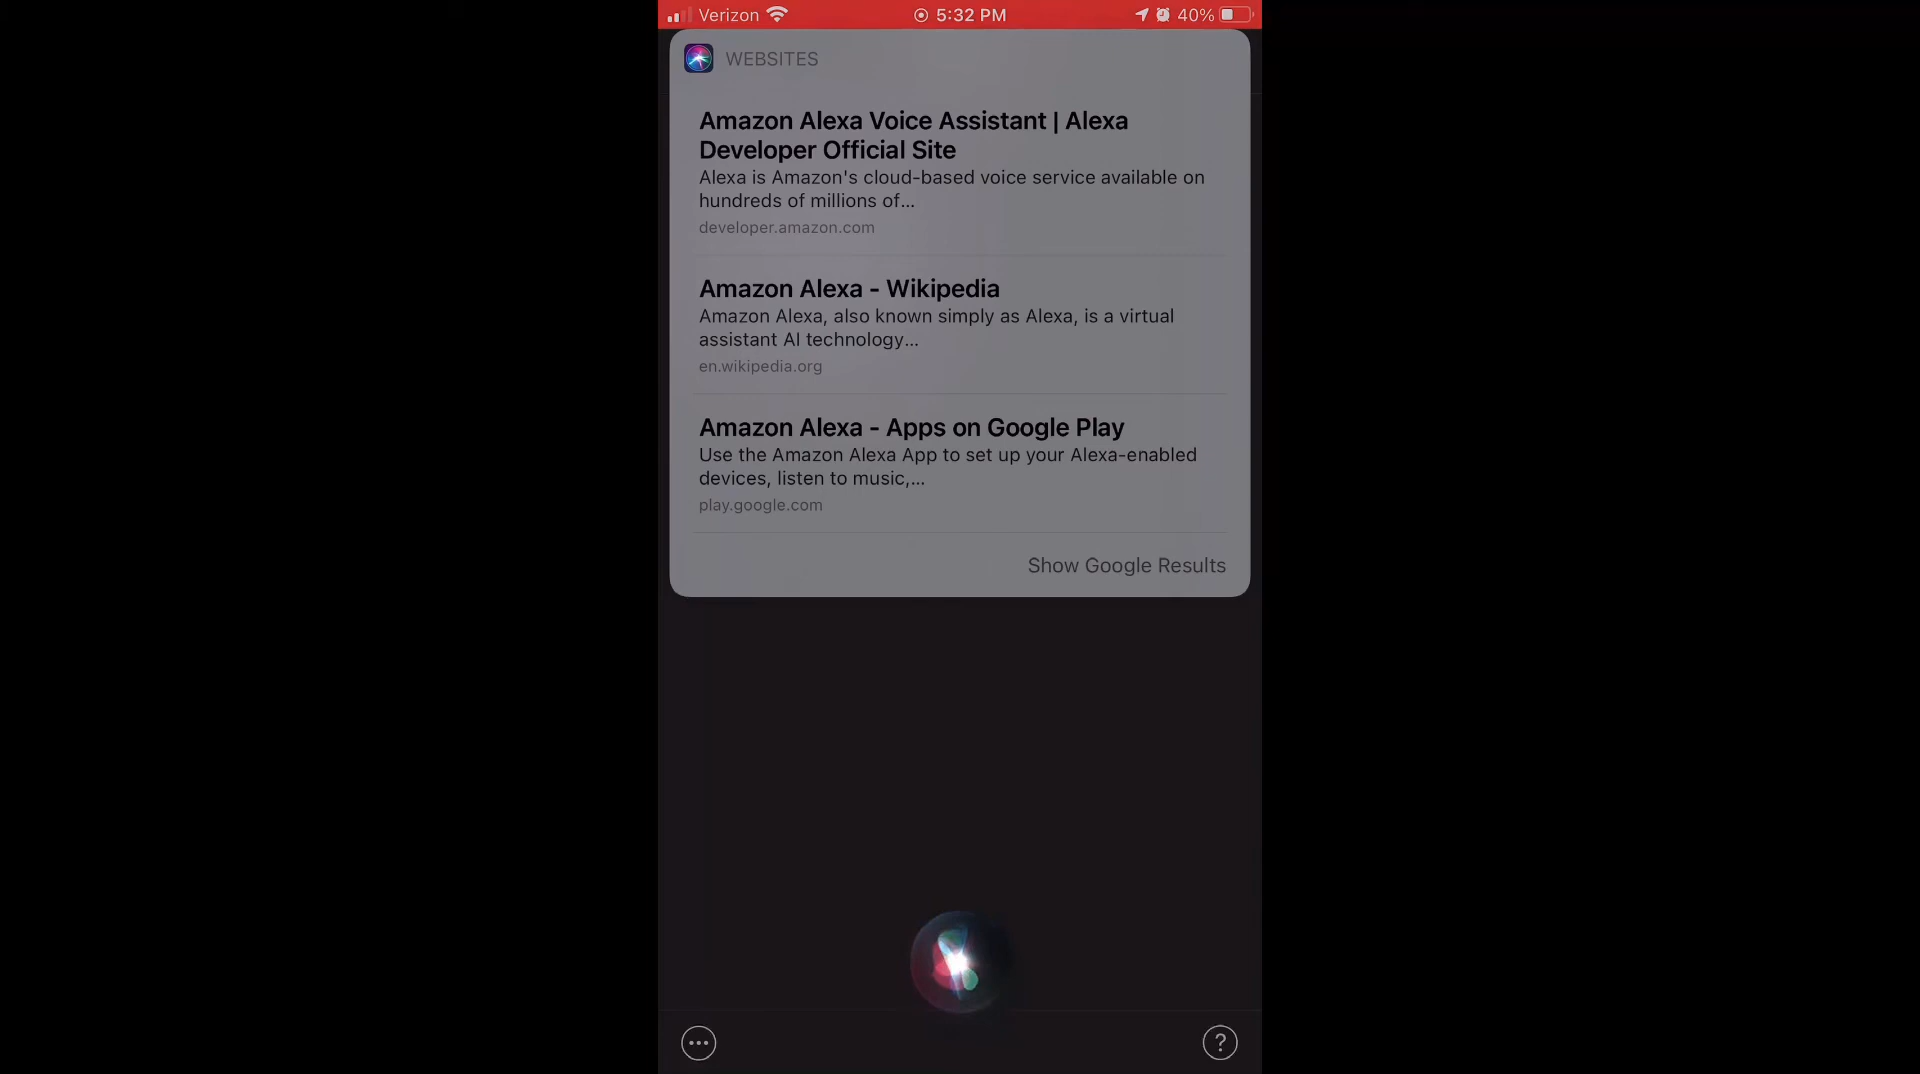 Verizon 5:32 PM 40%
WEBSITES
Amazon Alexa Voice Assistant | Alexa
Developer Official Site
Alexa is Amazon's cloud-based voice service available on
hundreds of millions of...
developer.amazon.com
Amazon Alexa - Wikipedia
Amazon Alexa, also known simply as Alexa, is a virtual
assistant AI technology...
en.wikipedia.org
Amazon Alexa - Apps on Google Play
Use the Amazon Alexa App to set up your Alexa-enabled
devices, listen to music,...
play.google.com
Show Google Results
?